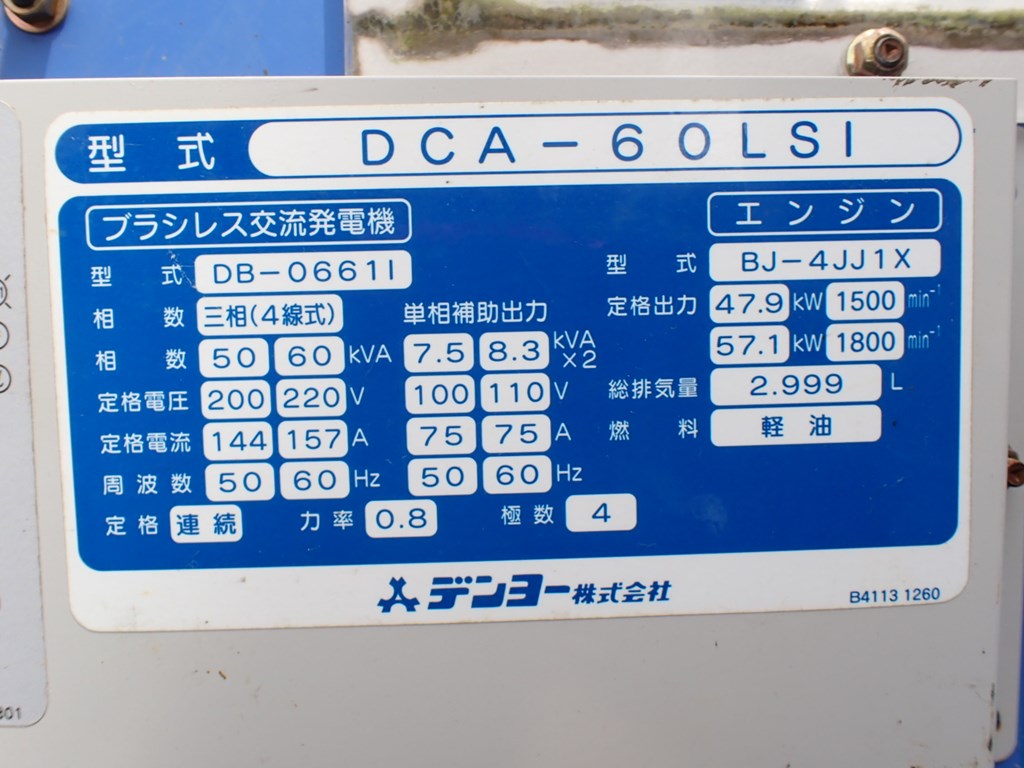 型式 DCA-60LSI
ブラシレス交流発電機
型式 DB-0661I
相数 三相(4線式) 単相補助出力
相数 50 60 kVA 7.5 8.3 kVA ×2
定格電圧 200 220 V 100 110 V
定格電流 144 157 A 75 75 A
周波数 50 60 Hz 50 60 Hz
定格 連続 力率 0.8 極数 4
エンジン
型式 BJ-4JJ1X
定格出力 47.9 kW 1500 min⁻¹
57.1 kW 1800 min⁻¹
総排気量 2.999 L
燃料 軽油
デンヨー株式会社
B4113 1260